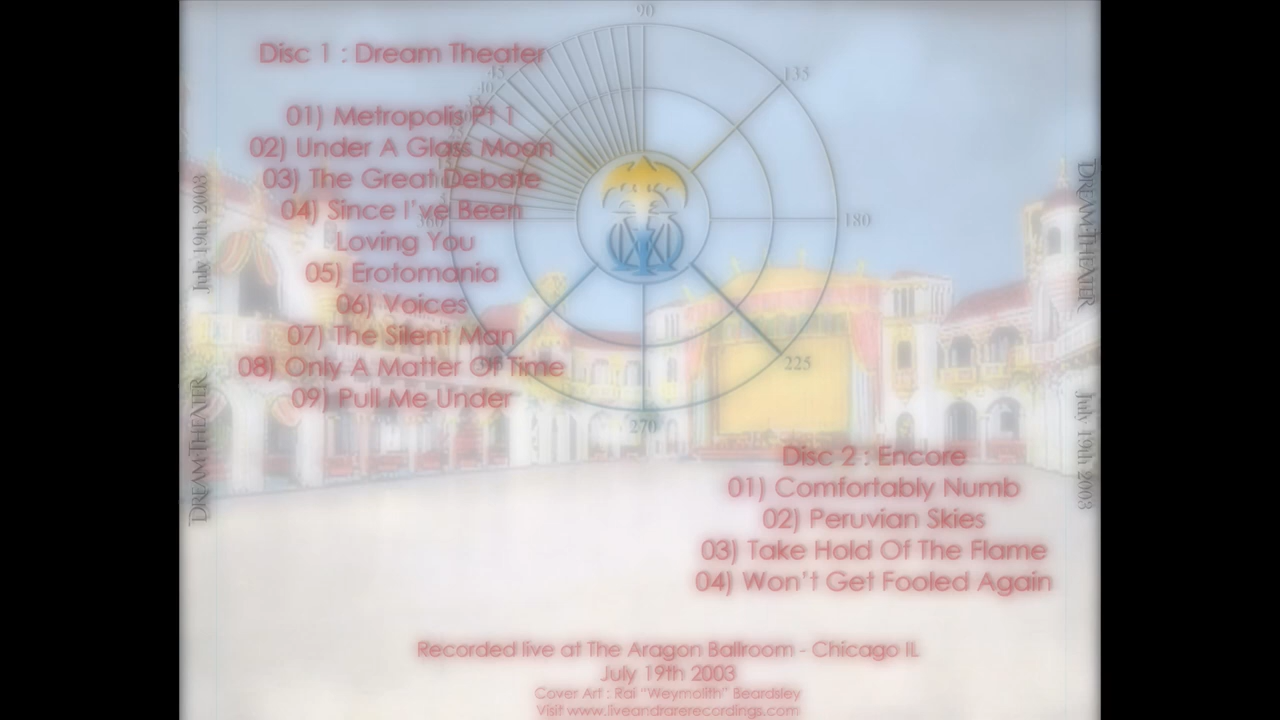 Disc 1 : Dream Theater
01) Metropolis Pt 1
02) Under A Glass Moon
03) The Great Debate
04) Since I've Been
Loving You
05) Erotomania
06) Voices
07) The Silent Man
08) Only A Matter Of Time
09) Pull Me Under
90
135
180
225
270
360
45
July 19th 2003
DREAM THEATER
DREAM THEATER
July 19th 2003
Disc 2 : Encore
01) Comfortably Numb
02) Peruvian Skies
03) Take Hold Of The Flame
04) Won't Get Fooled Again
Recorded live at The Aragon Ballroom - Chicago IL
July 19th 2003
Cover Art : Ral "Weymolith" Beardsley
Visit www.liveandrarerecordings.com